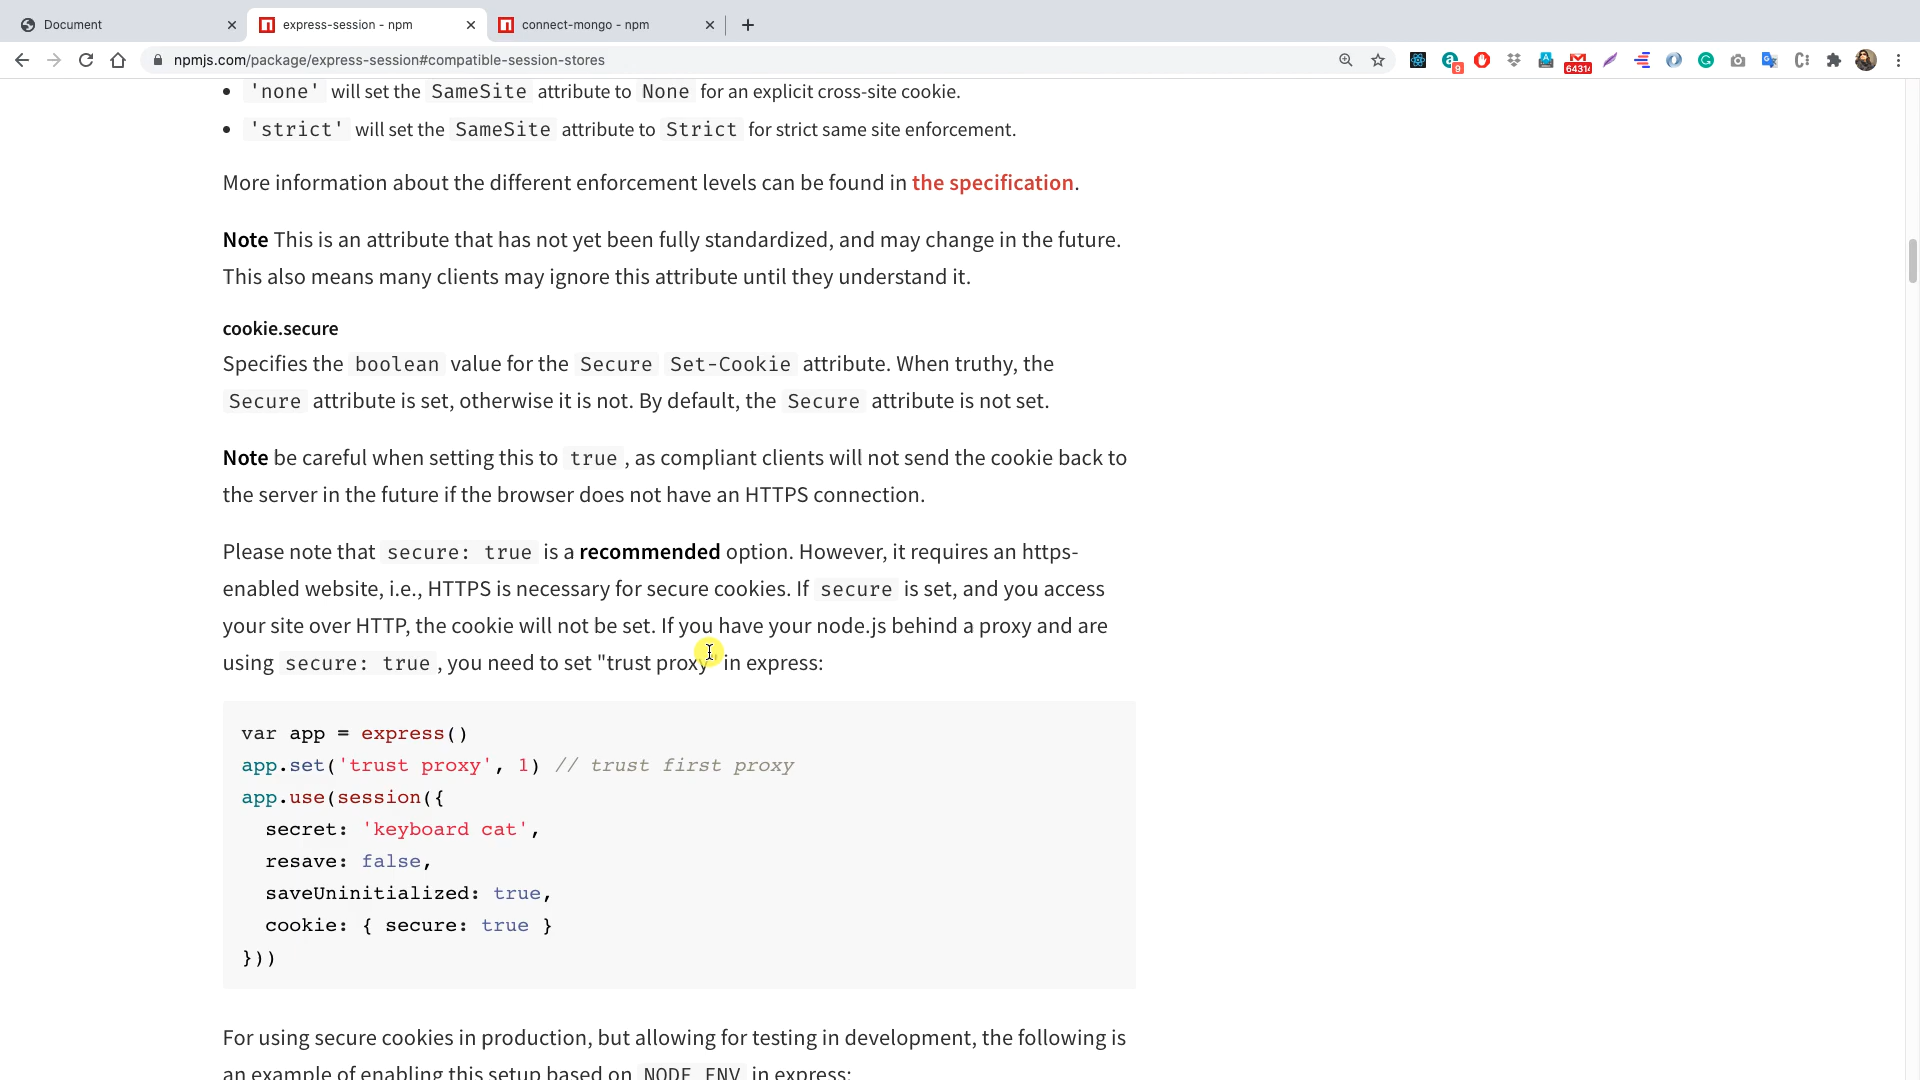 Document
express-session - npm
connect-mongo - npm
npmjs.com/package/express-session#compatible-session-stores
9
64314
'none' will set the SameSite attribute to None for an explicit cross-site cookie.
'strict' will set the SameSite attribute to Strict for strict same site enforcement.
More information about the different enforcement levels can be found in the specification.
Note This is an attribute that has not yet been fully standardized, and may change in the future.
This also means many clients may ignore this attribute until they understand it.
cookie.secure
Specifies the boolean value for the Secure Set-Cookie attribute. When truthy, the
Secure attribute is set, otherwise it is not. By default, the Secure attribute is not set.
Note be careful when setting this to true, as compliant clients will not send the cookie back to
the server in the future if the browser does not have an HTTPS connection.
Please note that secure: true is a recommended option. However, it requires an https-
enabled website, i.e., HTTPS is necessary for secure cookies. If secure is set, and you access
your site over HTTP, the cookie will not be set. If you have your node.js behind a proxy and are
using secure: true, you need to set "trust proxy" in express:
var app = express()
app.set('trust proxy', 1) // trust first proxy
app.use(session({
  secret: 'keyboard cat',
  resave: false,
  saveUninitialized: true,
  cookie: { secure: true }
}))
For using secure cookies in production, but allowing for testing in development, the following is
an example of enabling this setup based on NODE_ENV in express: